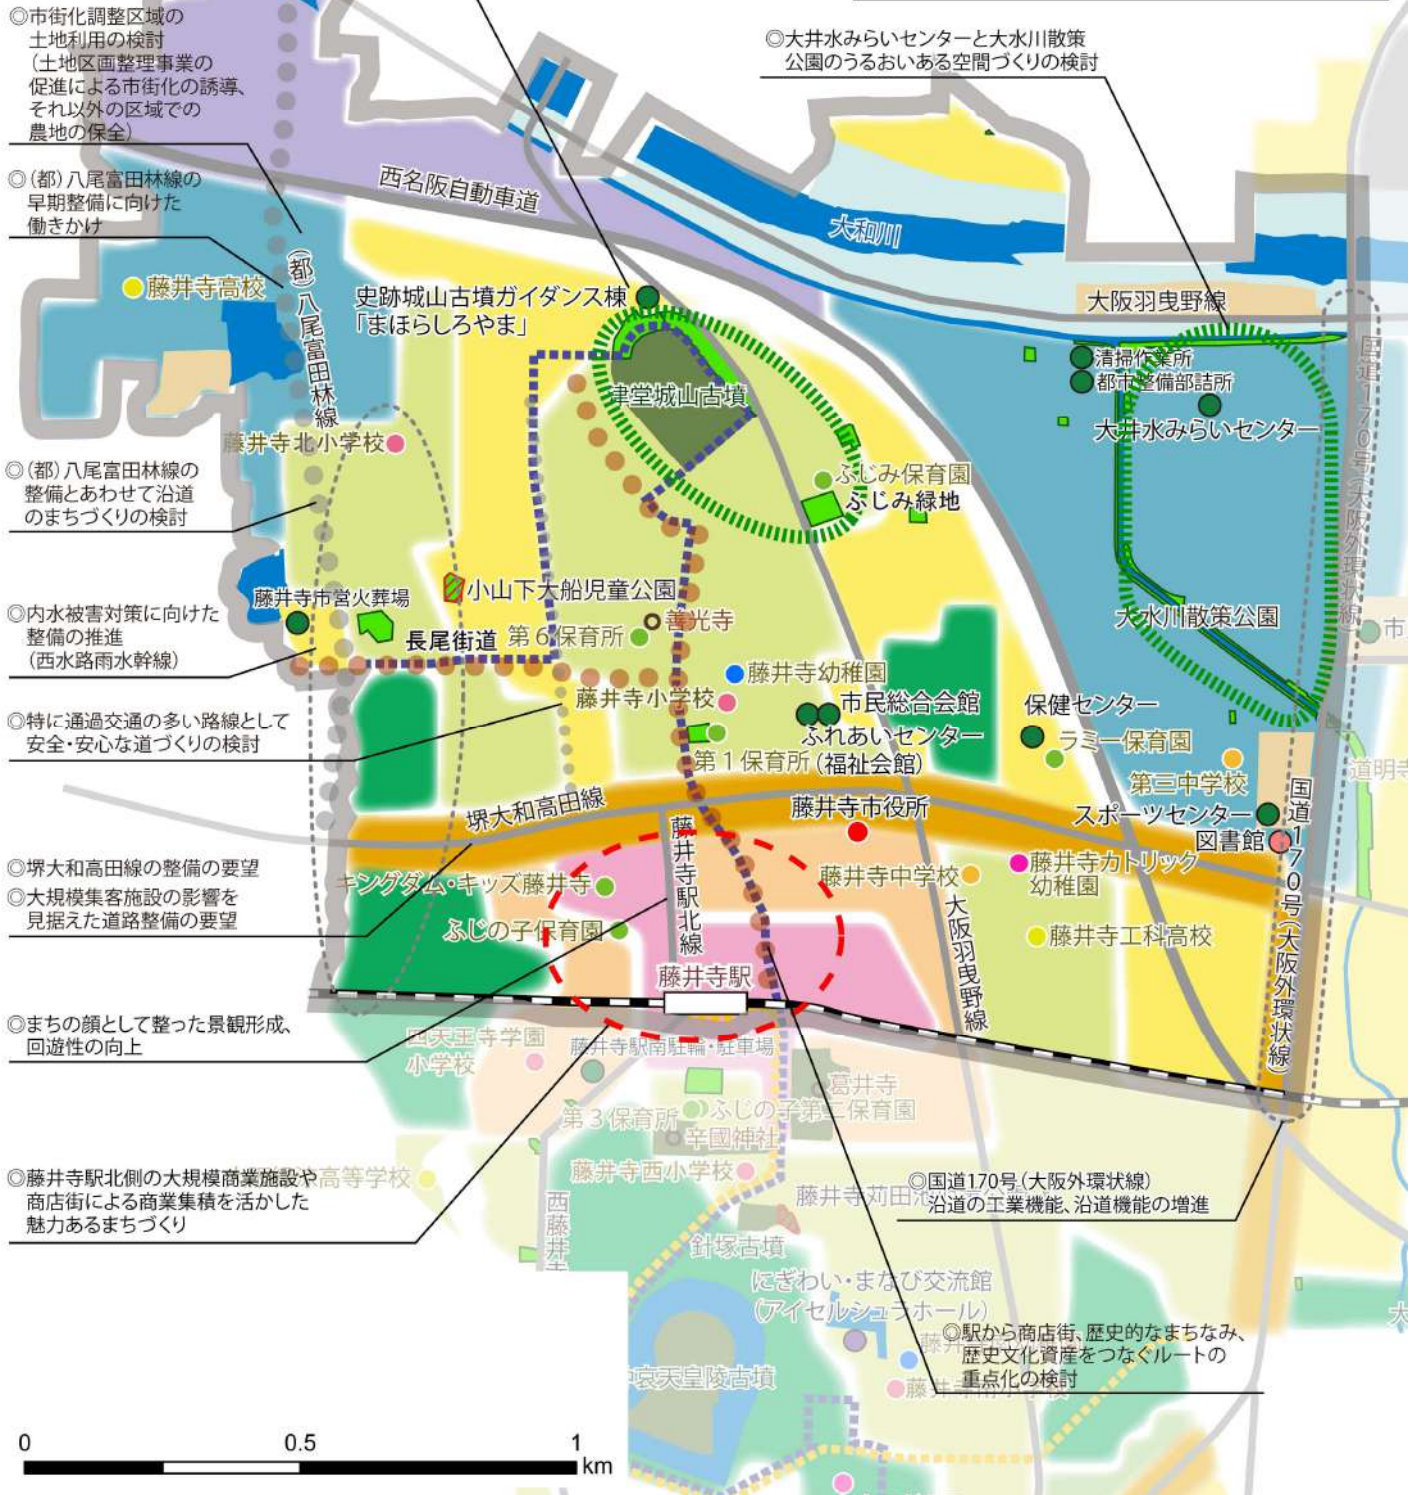 ◎市街化調整区域の
土地利用の検討
(土地区画整理事業の
促進による市街化の誘導、
それ以外の区域での
農地の保全)
◎(都)八尾富田林線の
早期整備に向けた
働きかけ
◎(都)八尾富田林線の
整備とあわせて沿道
のまちづくりの検討
◎内水被害対策に向けた
整備の推進
(西水路雨水幹線)
◎特に通過交通の多い路線として
安全・安心な道づくりの検討
◎堺大和高田線の整備の要望
◎大規模集客施設の影響を
見据えた道路整備の要望
◎まちの顔として整った景観形成、
回遊性の向上
◎藤井寺駅北側の大規模商業施設や
商店街による商業集積を活かした
魅力あるまちづくり
◎大井水みらいセンターと大水川散策
公園のうるおいある空間づくりの検討
西名阪自動車道
大和川
大阪羽曳野線
藤井寺高校
(都)八尾富田林線
史跡城山古墳ガイダンス棟
「まほらしろやま」
津堂城山古墳
清掃作業所
都市整備部詰所
大井水みらいセンター
国道170号(大阪外環状線)
藤井寺北小学校
ふじみ保育園
ふじみ緑地
小山下大船児童公園
藤井寺市営火葬場
長尾街道
第6保育所
善光寺
大水川散策公園
市
藤井寺幼稚園
藤井寺小学校
市民総合会館
ふれあいセンター
(福祉会館)
第1保育所
保健センター
ラミー保育園
第三中学校
道明寺
スポーツセンター
図書館
国道170号(大阪外環状線)
堺大和高田線
藤井寺駅北線
藤井寺市役所
藤井寺中学校
藤井寺カトリック
幼稚園
キングダム・キッズ藤井寺
ふじの子保育園
藤井寺工科高校
大阪羽曳野線
藤井寺駅
四天王寺学園
小学校
藤井寺駅南駐輪・駐車場
葛井寺
第3保育所
ふじの子第二保育園
辛國神社
藤井寺西小学校
高等学校
西藤井寺
藤井寺苅田池
◎国道170号(大阪外環状線)
沿道の工業機能、沿道機能の増進
針塚古墳
にぎわい・まなび交流館
(アイセルシュラホール)
◎駅から商店街、歴史的なまちなみ、
歴史文化資産をつなぐルートの
重点化の検討
哀天皇陵古墳
藤井寺南小学校
大
0 0.5 1
km